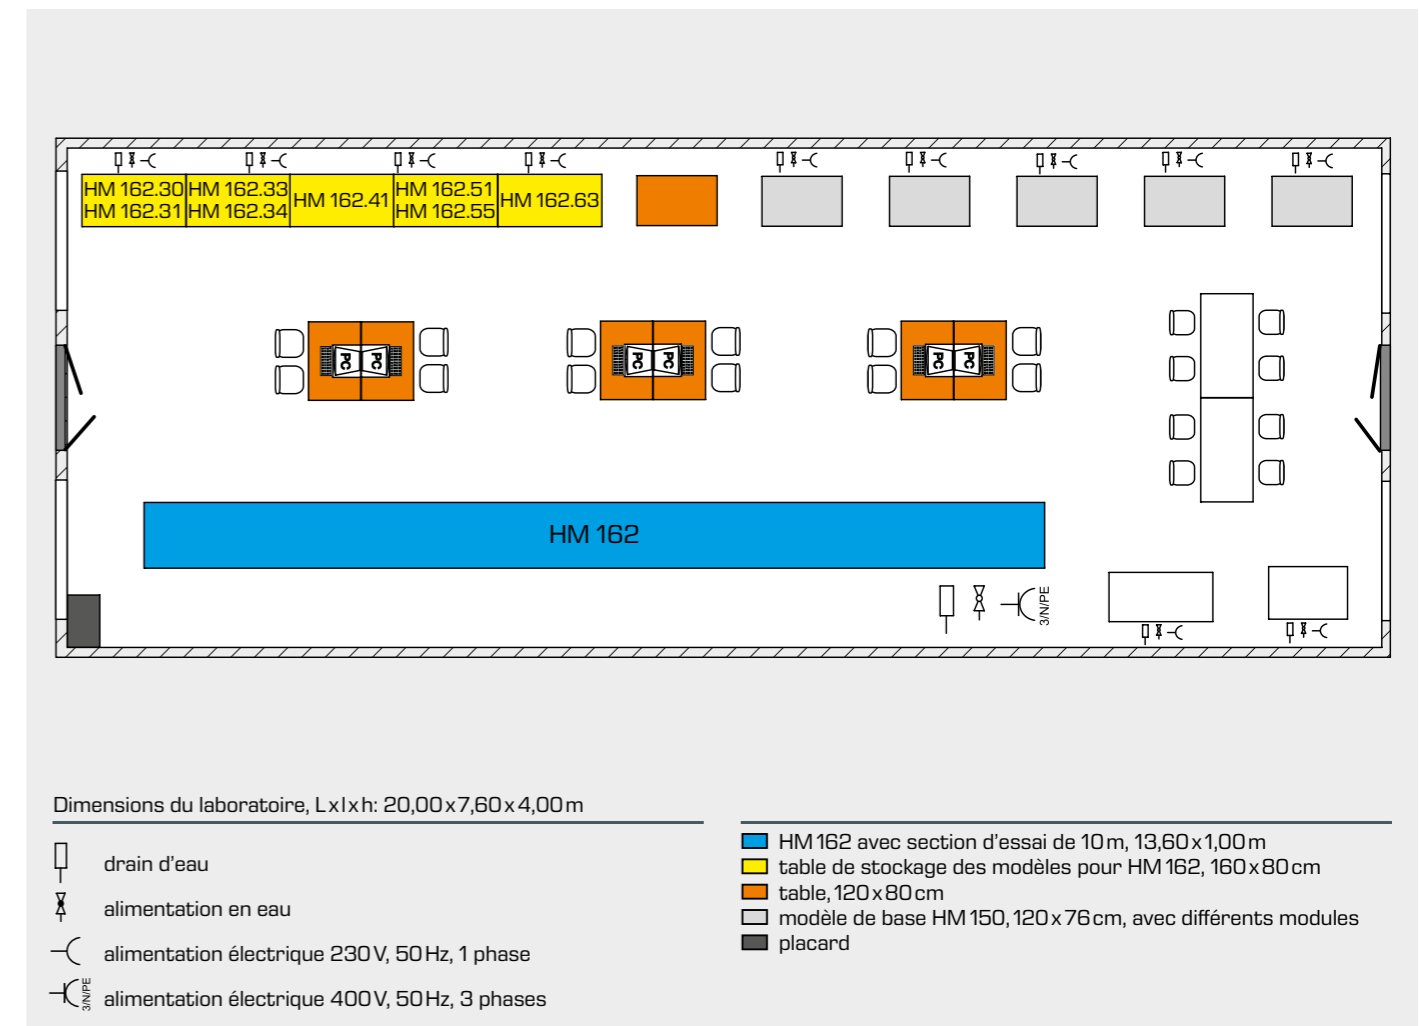 HM 162.30
HM 162.31
HM 162.33
HM 162.34
HM 162.41
HM 162.51
HM 162.55
HM 162.63
PC PC
PC PC
PC PC
HM 162
3/N/PE
Dimensions du laboratoire, L x l x h: 20,00 x 7,60 x 4,00 m
drain d'eau
alimentation en eau
alimentation électrique 230 V, 50 Hz, 1 phase
3/N/PE
alimentation électrique 400 V, 50 Hz, 3 phases
HM 162 avec section d'essai de 10 m, 13,60 x 1,00 m
table de stockage des modèles pour HM 162, 160 x 80 cm
table, 120 x 80 cm
modèle de base HM 150, 120 x 76 cm, avec différents modules
placard